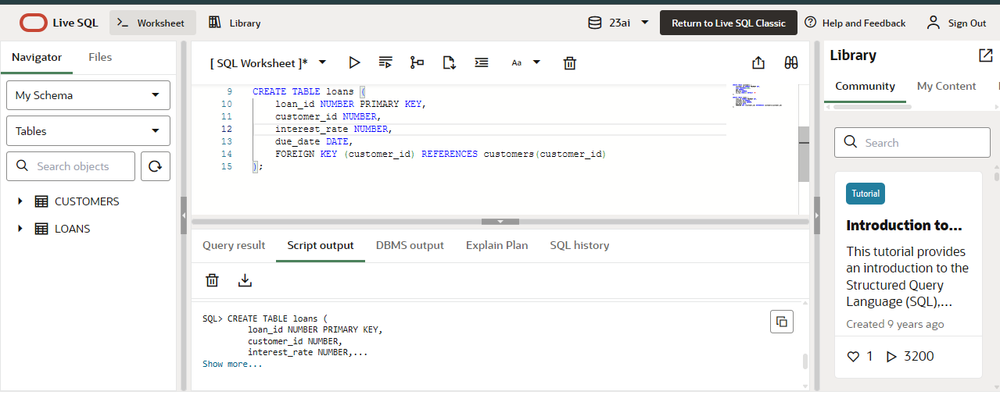 Live SQL
Worksheet
Library
23ai
Return to Live SQL Classic
Help and Feedback
Sign Out
Navigator
Files
My Schema
Tables
Search objects
CUSTOMERS
LOANS
[ SQL Worksheet ]*
Aa
9 CREATE TABLE loans (
10 loan_id NUMBER PRIMARY KEY,
11 customer_id NUMBER,
12 interest_rate NUMBER,
13 due_date DATE,
14 FOREIGN KEY (customer_id) REFERENCES customers(customer_id)
15 );
Query result
Script output
DBMS output
Explain Plan
SQL history
SQL> CREATE TABLE loans (
loan_id NUMBER PRIMARY KEY,
customer_id NUMBER,
interest_rate NUMBER,...
Show more...
Library
Community
My Content
Search
Tutorial
Introduction to...
This tutorial provides
an introduction to the
Structured Query
Language (SQL),...
Created 9 years ago
1
3200